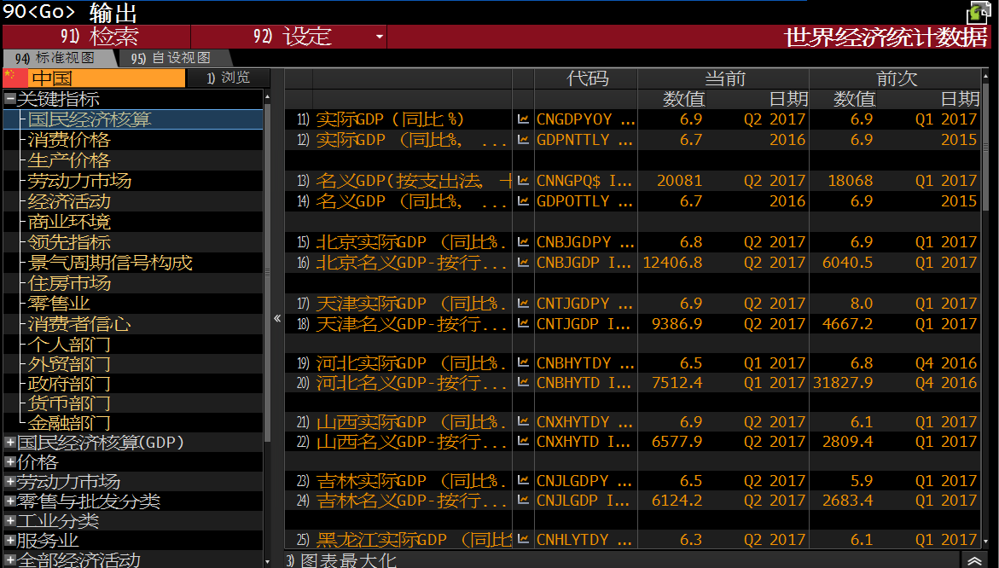 90<Go> 输出
91) 检索 92) 设定 世界经济统计数据
94) 标准视图 95) 自设视图
中国 1) 浏览
关键指标
国民经济核算
消费价格
生产价格
劳动力市场
经济活动
商业环境
领先指标
景气周期信号构成
住房市场
零售业
消费者信心
个人部门
外贸部门
政府部门
货币部门
金融部门
国民经济核算(GDP)
价格
劳动力市场
零售与批发分类
工业分类
服务业
全部经济活动
«
代码 当前 前次
数值 日期 数值 日期
11) 实际GDP (同比 %) CNGDPYOY ... 6.9 Q2 2017 6.9 Q1 2017
12) 实际GDP (同比%, ... GDPNTTLY ... 6.7 2016 6.9 2015
13) 名义GDP(按支出法, CNNGPQ$ I... 20081 Q2 2017 18068 Q1 2017
14) 名义GDP (同比%, ... GDPOTTLY ... 6.7 2016 6.9 2015
15) 北京实际GDP (同比%. CNBJGDPY ... 6.8 Q2 2017 6.9 Q1 2017
16) 北京名义GDP-按行... CNBJGDP I... 12406.8 Q2 2017 6040.5 Q1 2017
17) 天津实际GDP (同比%. CNTJGDPY ... 6.9 Q2 2017 8.0 Q1 2017
18) 天津名义GDP-按行... CNTJGDP I... 9386.9 Q2 2017 4667.2 Q1 2017
19) 河北实际GDP (同比%. CNBHYTDY ... 6.5 Q1 2017 6.8 Q4 2016
20) 河北名义GDP-按行... CNBHYTD I... 7512.4 Q1 2017 31827.9 Q4 2016
21) 山西实际GDP (同比%. CNXHYTDY ... 6.9 Q2 2017 6.1 Q1 2017
22) 山西名义GDP-按行... CNXHYTD I... 6577.9 Q2 2017 2809.4 Q1 2017
23) 吉林实际GDP (同比%. CNJLGDPY ... 6.5 Q2 2017 5.9 Q1 2017
24) 吉林名义GDP-按行... CNJLGDP I... 6124.2 Q2 2017 2683.4 Q1 2017
25) 黑龙江实际GDP (同比% CNHLYTDY ... 6.3 Q2 2017 6.1 Q1 2017
3) 图表最大化